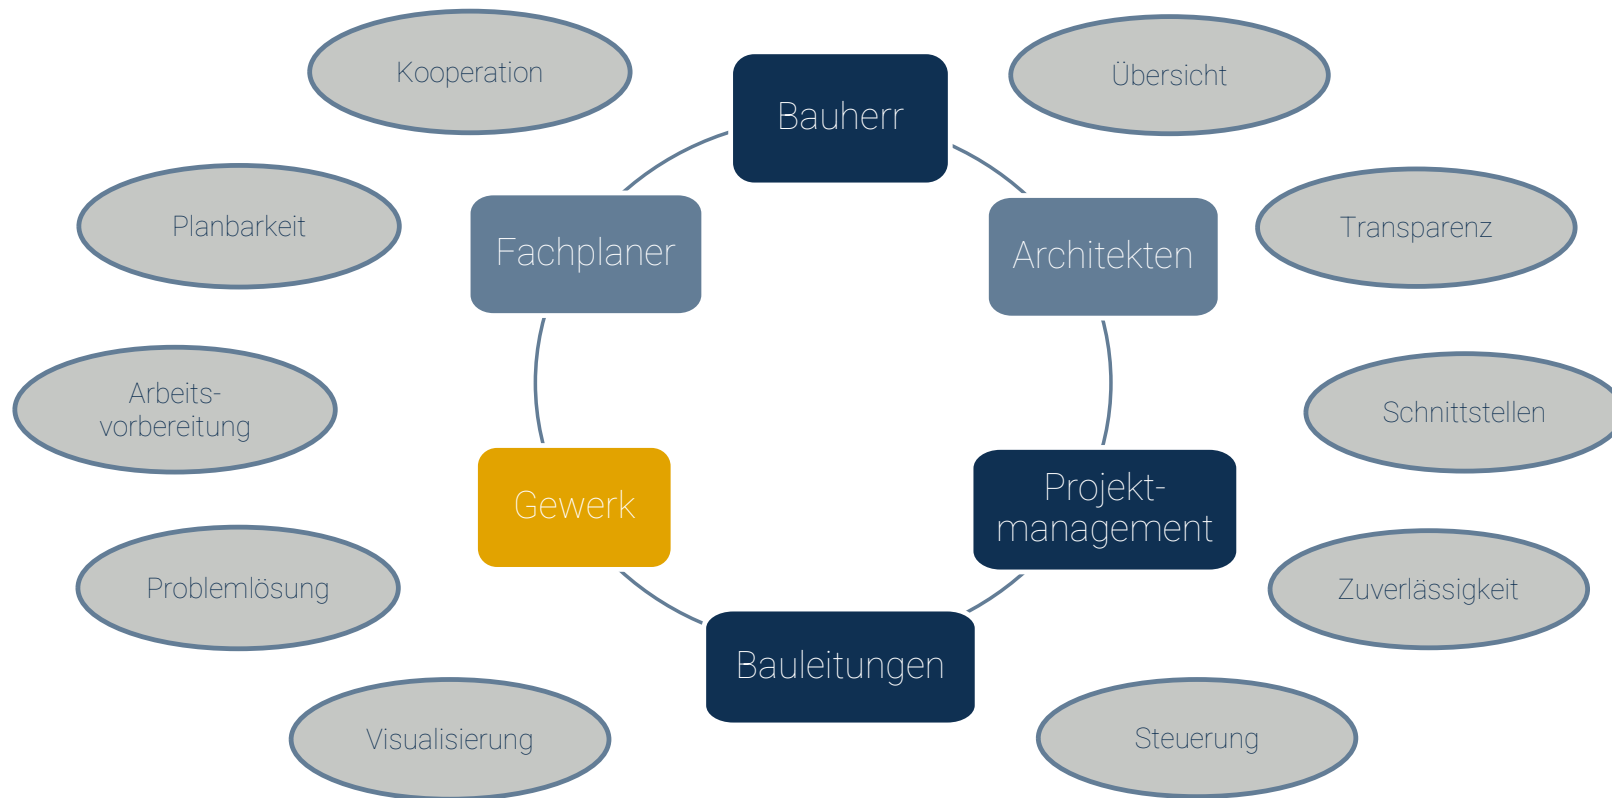 Kooperation
Bauherr
Übersicht
Planbarkeit
Fachplaner
Architekten
Transparenz
Arbeits-
vorbereitung
Schnittstellen
Gewerk
Projekt-
management
Problemlösung
Zuverlässigkeit
Bauleitungen
Visualisierung
Steuerung